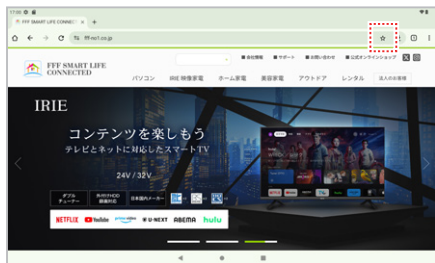 17:00
FFF SMART LIFE CONNECT
fff-no1.co.jp
会社情報 サポート お問い合わせ 公式オンラインショップ
FFF SMART LIFE
CONNECTED
パソコン IRIE 映像家電 ホーム家電 美容家電 アウトドア レンタル 法人のお客様
IRIE
コンテンツを楽しもう
テレビとネットに対応したスマートTV
24V / 32V
ダブル
チューナー
外付けHDD
録画対応
日本国内メーカー
NETFLIX YouTube prime video U-NEXT ABEMA hulu